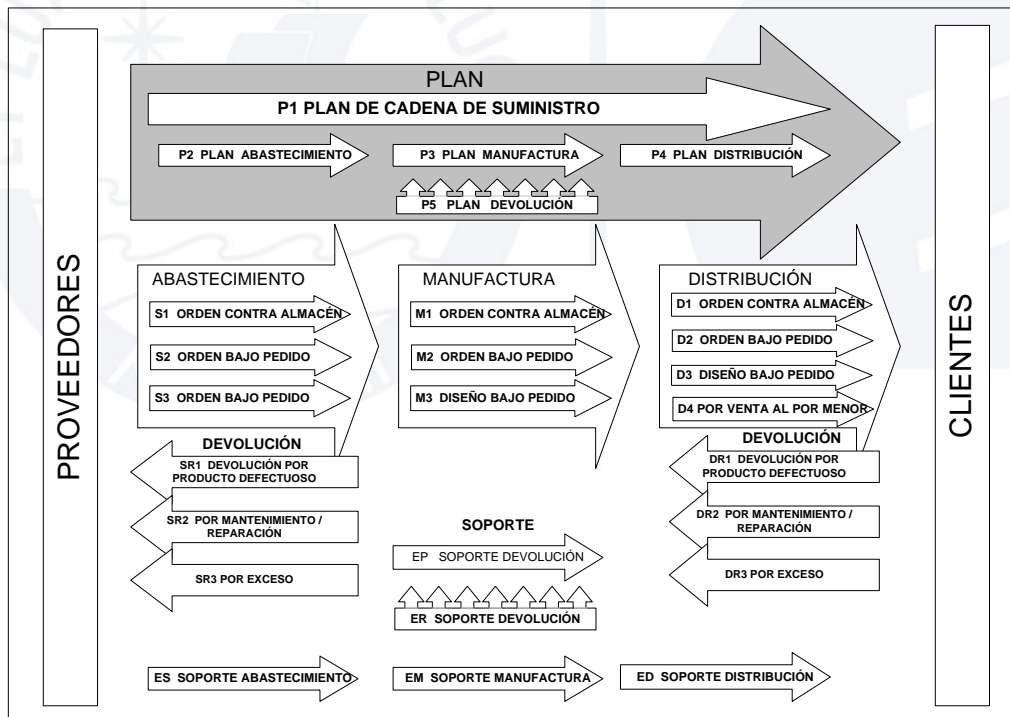 PLAN
P1 PLAN DE CADENA DE SUMINISTRO
P2 PLAN ABASTECIMIENTO
P3 PLAN MANUFACTURA
P4 PLAN DISTRIBUCIÓN
P5 PLAN DEVOLUCIÓN
PROVEEDORES
ABASTECIMIENTO
S1 ORDEN CONTRA ALMACÉN
S2 ORDEN BAJO PEDIDO
S3 ORDEN BAJO PEDIDO
MANUFACTURA
M1 ORDEN CONTRA ALMACÉN
M2 ORDEN BAJO PEDIDO
M3 DISEÑO BAJO PEDIDO
DISTRIBUCIÓN
D1 ORDEN CONTRA ALMACÉN
D2 ORDEN BAJO PEDIDO
D3 DISEÑO BAJO PEDIDO
D4 POR VENTA AL POR MENOR
CLIENTES
DEVOLUCIÓN
SR1 DEVOLUCIÓN POR
PRODUCTO DEFECTUOSO
SR2 POR MANTENIMIENTO /
REPARACIÓN
SR3 POR EXCESO
SOPORTE
EP SOPORTE DEVOLUCIÓN
ER SOPORTE DEVOLUCIÓN
DEVOLUCIÓN
DR1 DEVOLUCIÓN POR
PRODUCTO DEFECTUOSO
DR2 POR MANTENIMIENTO /
REPARACIÓN
DR3 POR EXCESO
ES SOPORTE ABASTECIMIENTO
EM SOPORTE MANUFACTURA
ED SOPORTE DISTRIBUCIÓN